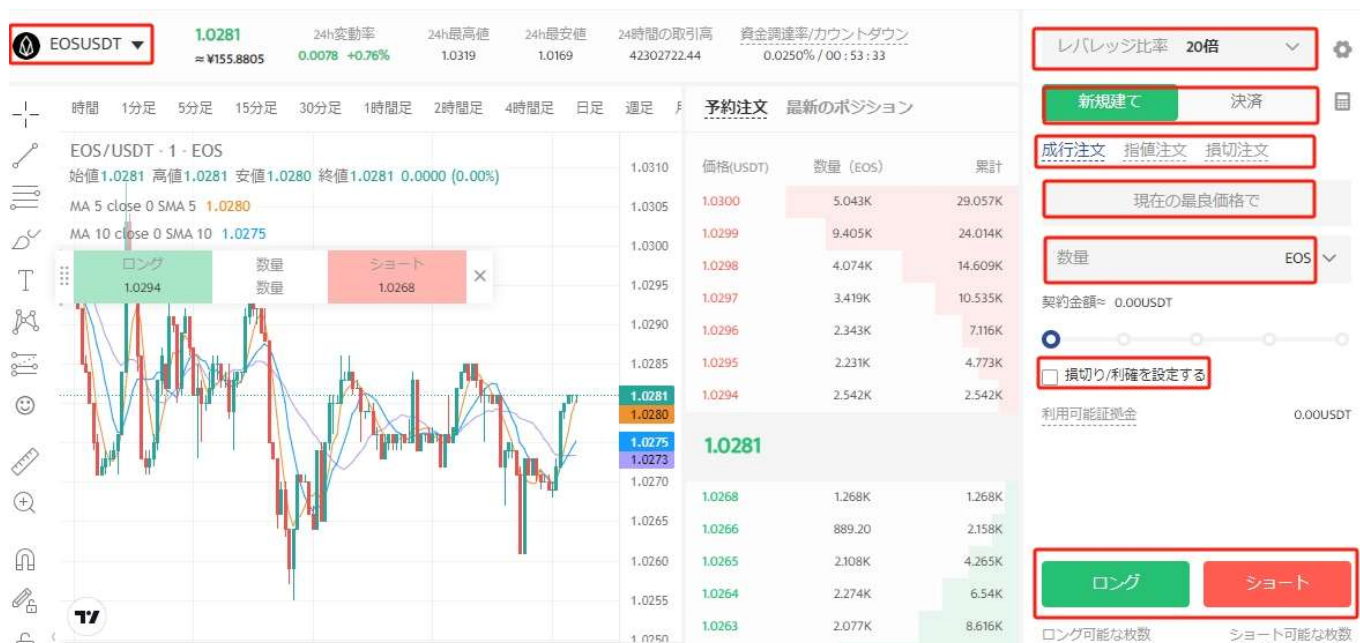 EOSUSDT
1.0281
≈ ¥155.8805
24h変動率
0.0078 +0.76%
24h最高値
1.0319
24h最安値
1.0169
24時間の取引高
42302722.44
資金調達率/カウントダウン
0.0250% / 00 : 53 : 33
時間 1分足 5分足 15分足 30分足 1時間足 2時間足 4時間足 日足 週足
EOS/USDT · 1 · EOS
始値1.0281 高値1.0281 安値1.0280 終値1.0281 0.0000 (0.00%)
MA 5 close 0 SMA 5 1.0280
MA 10 close 0 SMA 10 1.0275
ロング 数量 ショート
1.0294 数量 1.0268
1.0310
1.0305
1.0300
1.0295
1.0290
1.0285
1.0281
1.0280
1.0275
1.0273
1.0270
1.0265
1.0260
1.0255
1.0250
予約注文 最新のポジション
価格(USDT) 数量（EOS） 累計
1.0300 5.043K 29.057K
1.0299 9.405K 24.014K
1.0298 4.074K 14.609K
1.0297 3.419K 10.535K
1.0296 2.343K 7.116K
1.0295 2.231K 4.773K
1.0294 2.542K 2.542K
1.0281
1.0268 1.268K 1.268K
1.0266 889.20 2.158K
1.0265 2.108K 4.265K
1.0264 2.274K 6.54K
1.0263 2.077K 8.616K
レバレッジ比率 20倍
新規建て 決済
成行注文 指値注文 損切注文
現在の最良価格で
数量 EOS
契約金額≈ 0.00USDT
損切り/利確を設定する
利用可能証拠金 0.00USDT
ロング ショート
ロング可能な枚数 ショート可能な枚数